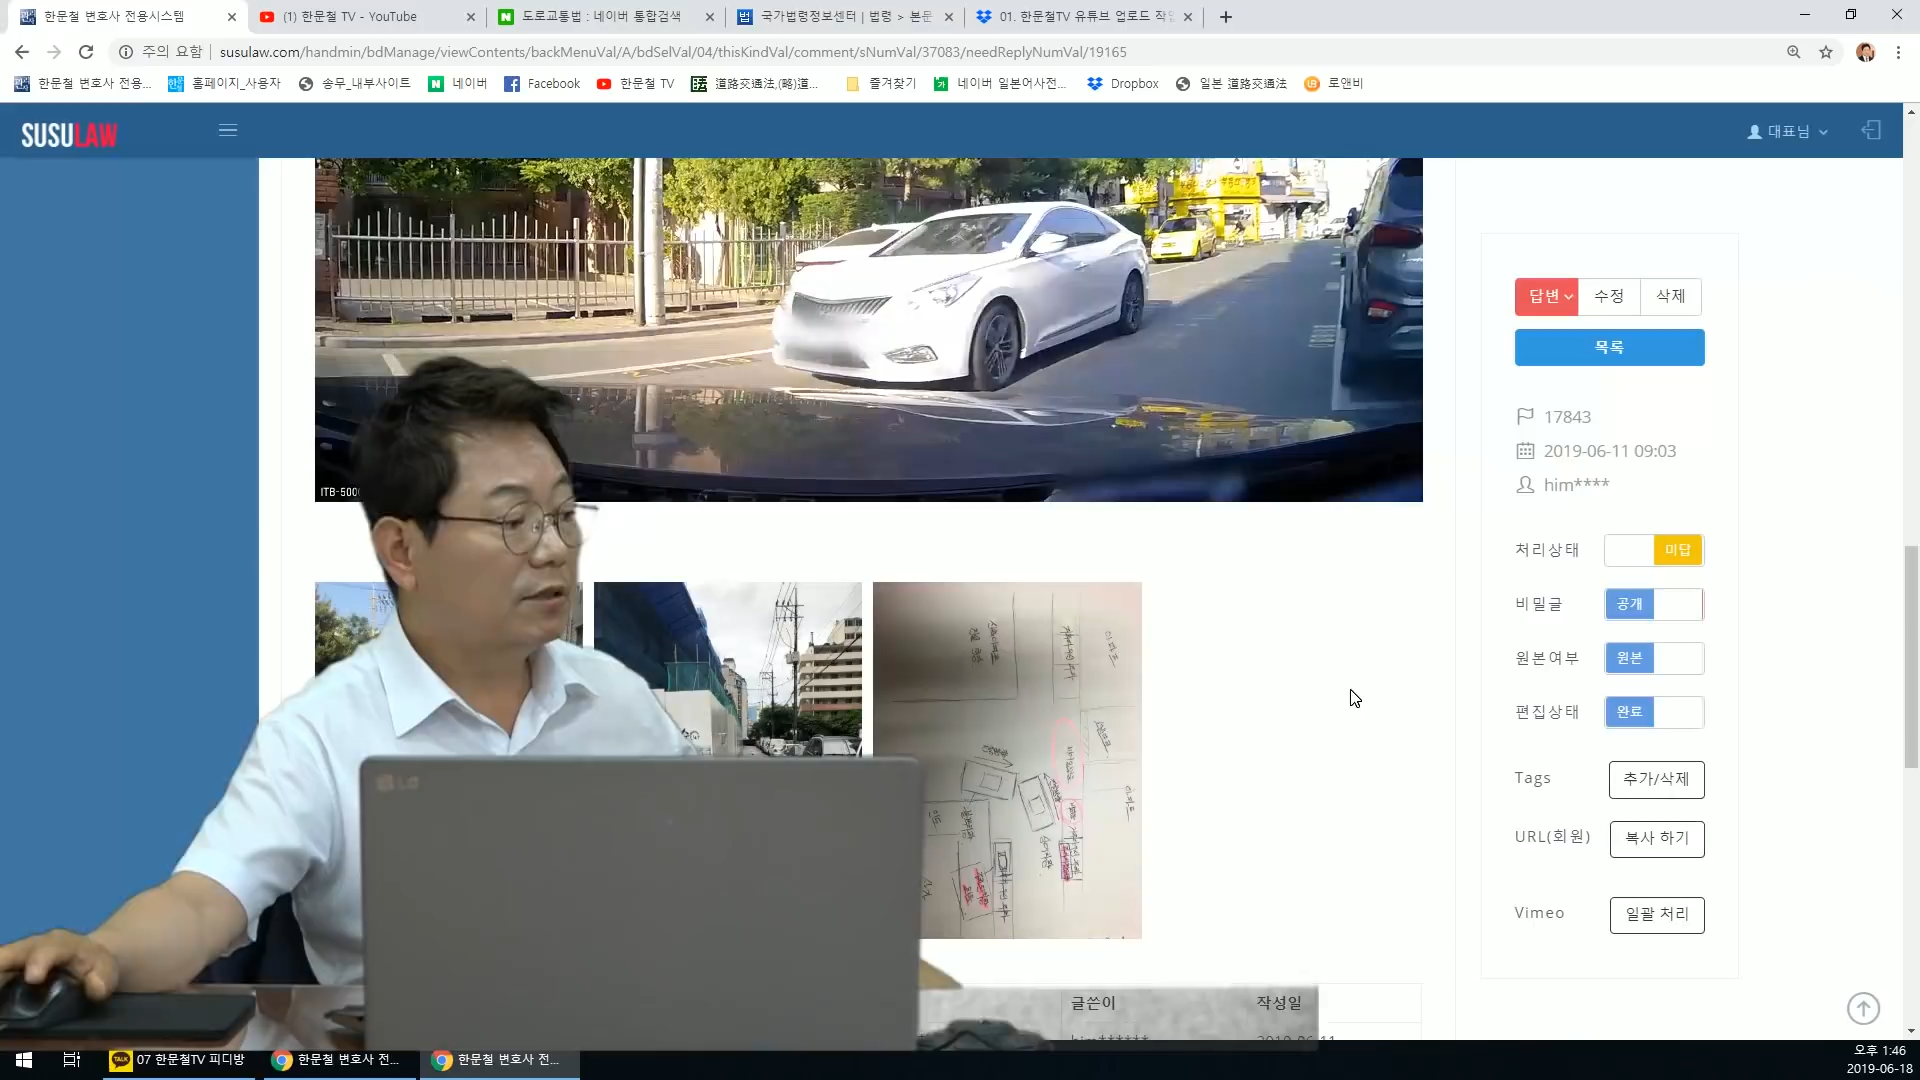 한문철 변호사 전용시스템
(1) 한문철 TV - YouTube
도로교통법 : 네이버 통합검색
국가법령정보센터 | 법령 > 본문
01. 한문철TV 유튜브 업로드 작업
주의 요함
susulaw.com/handmin/bdManage/viewContents/backMenuVal/A/bdSelVal/04/thisKindVal/comment/sNumVal/37083/needReplyNumVal/19165
한문철 변호사 전용...
홈페이지_사용자
송무_내부사이트
네이버
Facebook
한문철 TV
道路交通法,(略)道...
즐겨찾기
네이버 일본어사전...
Dropbox
일본 道路交通法
로앤비
SUSULAW
대표님
답변
수정
삭제
목록
17843
2019-06-11 09:03
him****
처리상태
미답
비밀글
공개
원본여부
원본
편집상태
완료
Tags
추가/삭제
URL(회원)
복사 하기
Vimeo
일괄 처리
LG
글쓴이
작성일
07 한문철TV 피디방
한문철 변호사 전...
한문철 변호사 전...
오후 1:46
2019-06-18